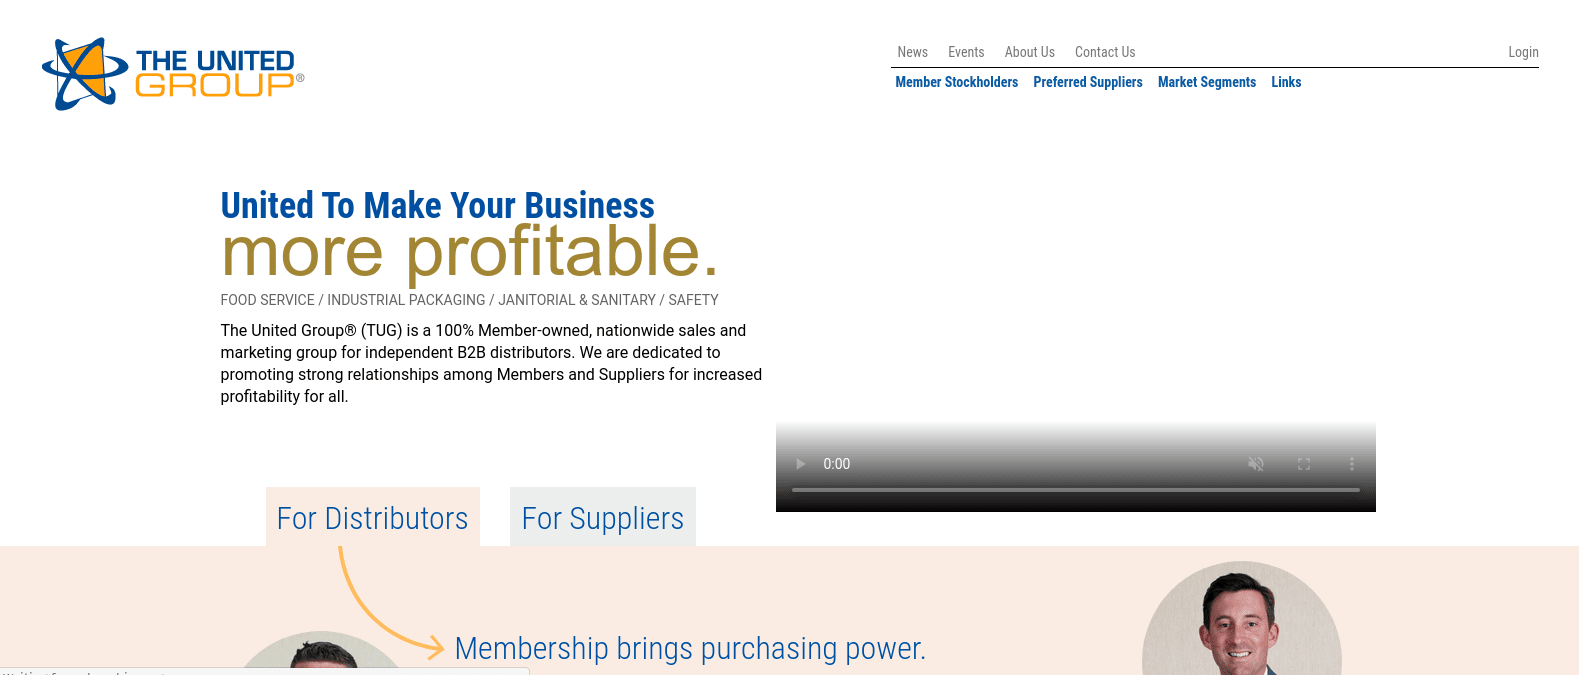 THE UNITED
GROUP®
News Events About Us Contact Us Login
Member Stockholders Preferred Suppliers Market Segments Links
United To Make Your Business
more profitable.
FOOD SERVICE / INDUSTRIAL PACKAGING / JANITORIAL & SANITARY / SAFETY
The United Group® (TUG) is a 100% Member-owned, nationwide sales and
marketing group for independent B2B distributors. We are dedicated to
promoting strong relationships among Members and Suppliers for increased
profitability for all.
0:00
For Distributors For Suppliers
Membership brings purchasing power.